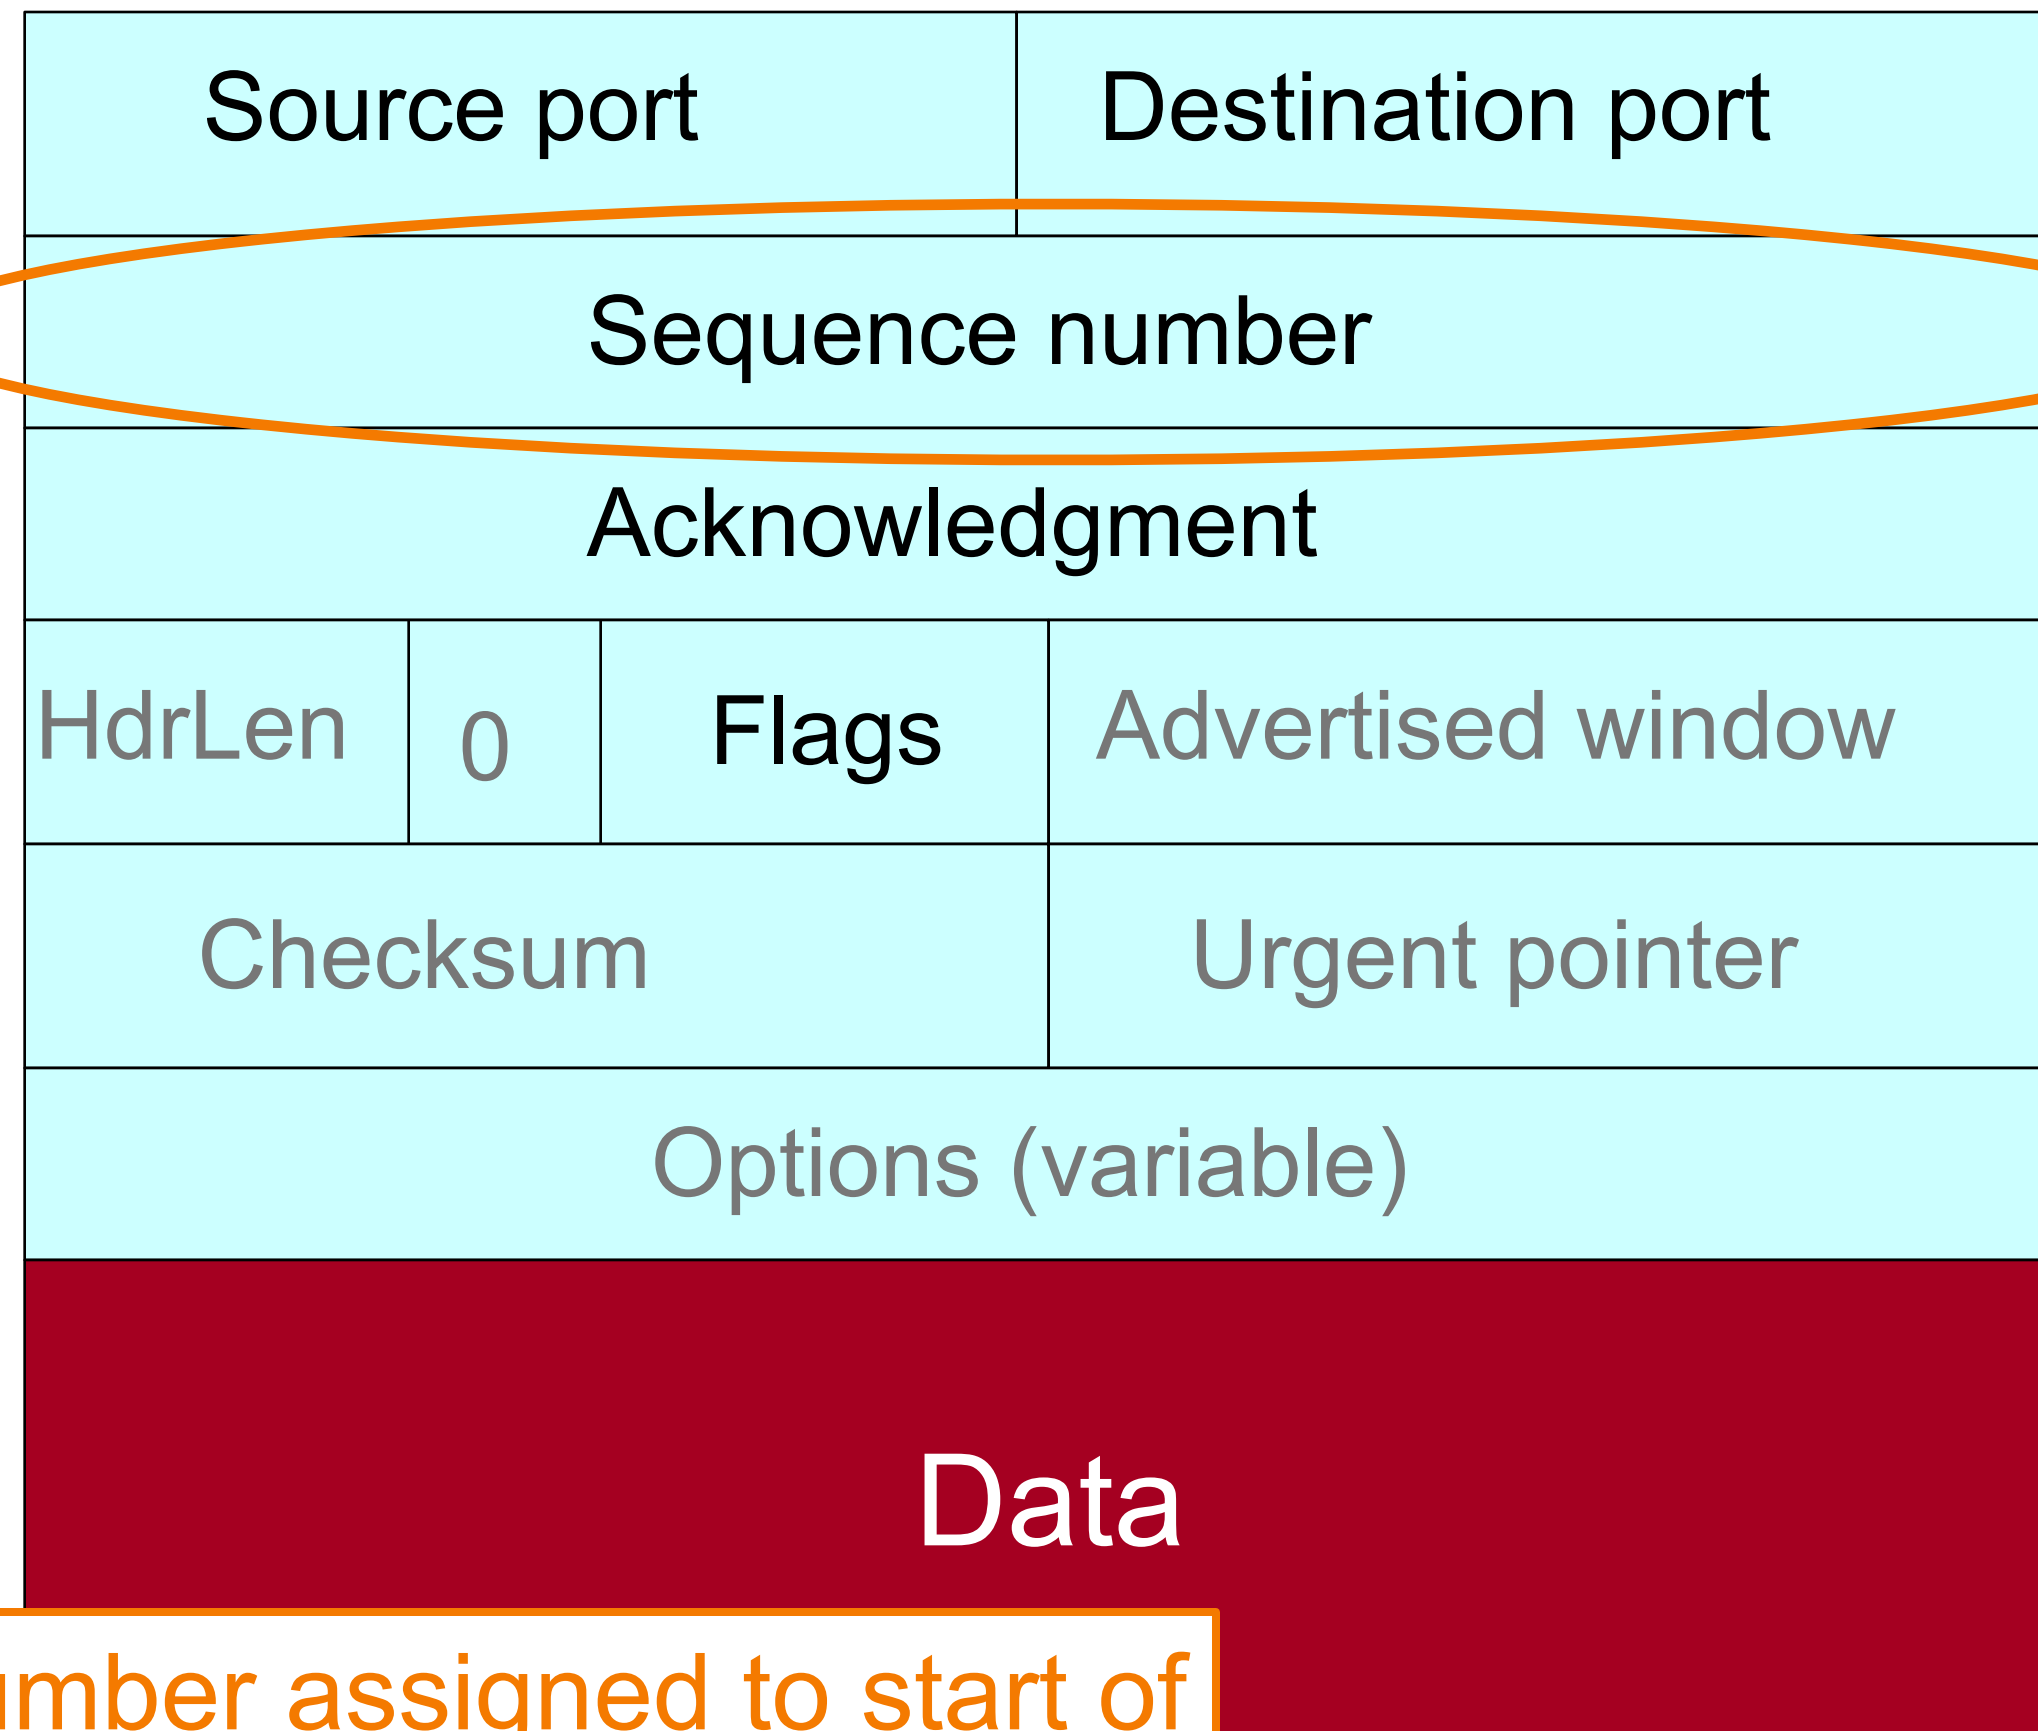 Source port Destination port
Sequence number
Acknowledgment
HdrLen 0 Flags Advertised window
Checksum Urgent pointer
Options (variable)
Data
assigned to start of